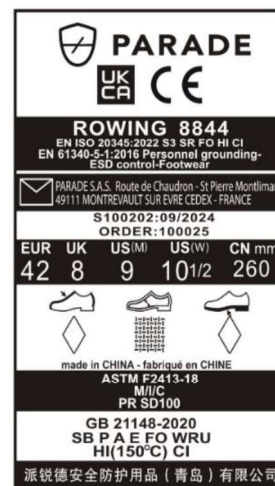 PARADE
UK
CA CE
ROWING 8844
EN ISO 20345:2022 S3 SR FO HI CI
EN 61340-5-1:2016 Personnel grounding-
ESD control-Footwear
PARADE S.A.S. Route de Chaudron - St Pierre Montlimart
49111 MONTREVAULT SUR EVRE CEDEX - FRANCE
S100202:09/2024
ORDER:100025
EUR UK US(M) US(W) CN mm
42 8 9 101/2 260
made in CHINA - fabriqué en CHINE
ASTM F2413-18
M/I/C
PR SD100
GB 21148-2020
SB P A E FO WRU
HI(150°C) CI
派锐德安全防护用品（青岛）有限公司